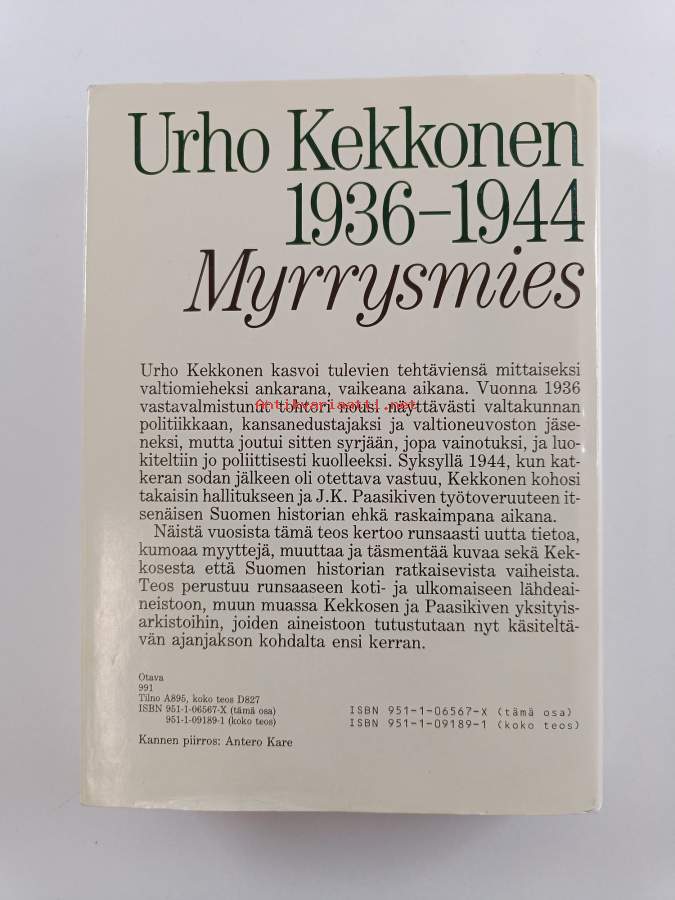 Urho Kekkonen
1936–1944
Myrrysmies
Urho Kekkonen kasvoi tulevien tehtäviensä mittaiseksi
valtiomieheksi ankarana, vaikeana aikana. Vuonna 1936
vastavalmistunut tohtori nousi näyttävästi valtakunnan
Antikvariaatti.net
politiikkaan, kansanedustajaksi ja valtioneuvoston jäse-
neksi, mutta joutui sitten syrjään, jopa vainotuksi, ja luo-
kiteltiin jo poliittisesti kuolleeksi. Syksyllä 1944, kun kat-
keran sodan jälkeen oli otettava vastuu, Kekkonen kohosi
takaisin hallitukseen ja J.K. Paasikiven työtoveruuteen it-
senäisen Suomen historian ehkä raskaimpana aikana.
Näistä vuosista tämä teos kertoo runsaasti uutta tietoa,
kumoaa myyttejä, muuttaa ja täsmentää kuvaa sekä Kek-
kosesta että Suomen historian ratkaisevista vaiheista.
Teos perustuu runsaaseen koti- ja ulkomaiseen lähdeai-
neistoon, muun muassa Kekkosen ja Paasikiven yksityis-
arkistoihin, joiden aineistoon tutustutaan nyt käsiteltä-
vän ajanjakson kohdalta ensi kerran.
Otava
991
Tilno A895, koko teos D827
ISBN 951-1-06567-X (tämä osa)
951-1-09189-1 (koko teos)
Kannen piirros: Antero Kare
ISBN 951-1-06567-X (tämä osa)
ISBN 951-1-09189-1 (koko teos)